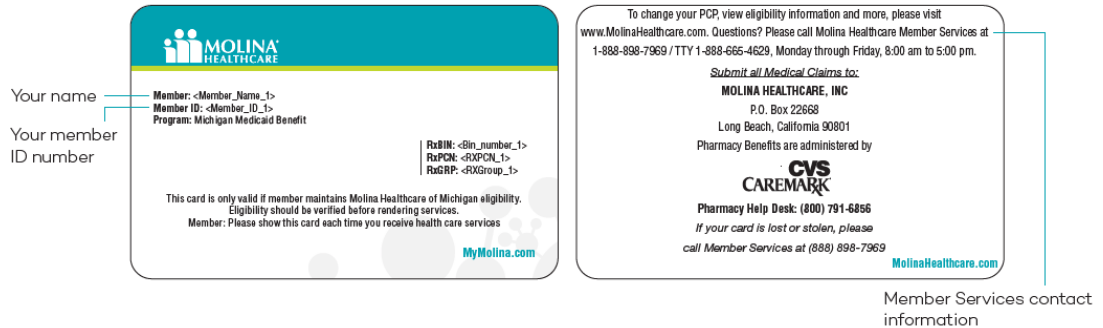 MOLINA®
HEALTHCARE
Your name
Member: <Member_Name_1>
Your member
ID number
Member ID: <Member_ID_1>
Program: Michigan Medicaid Benefit
RxBIN: <Bin_number_1>
RxPCN: <RXPCN_1>
RxGRP: <RXGroup_1>
This card is only valid if member maintains Molina Healthcare of Michigan eligibility.
Eligibility should be verified before rendering services.
Member: Please show this card each time you receive health care services
MyMolina.com
To change your PCP, view eligibility information and more, please visit
www.MolinaHealthcare.com. Questions? Please call Molina Healthcare Member Services at
1-888-898-7969 / TTY 1-888-665-4629, Monday through Friday, 8:00 am to 5:00 pm.
Submit all Medical Claims to:
MOLINA HEALTHCARE, INC
P.O. Box 22668
Long Beach, California 90801
Pharmacy Benefits are administered by
CVS
CAREMARK
Pharmacy Help Desk: (800) 791-6856
If your card is lost or stolen, please
call Member Services at (888) 898-7969
MolinaHealthcare.com
Member Services contact
information